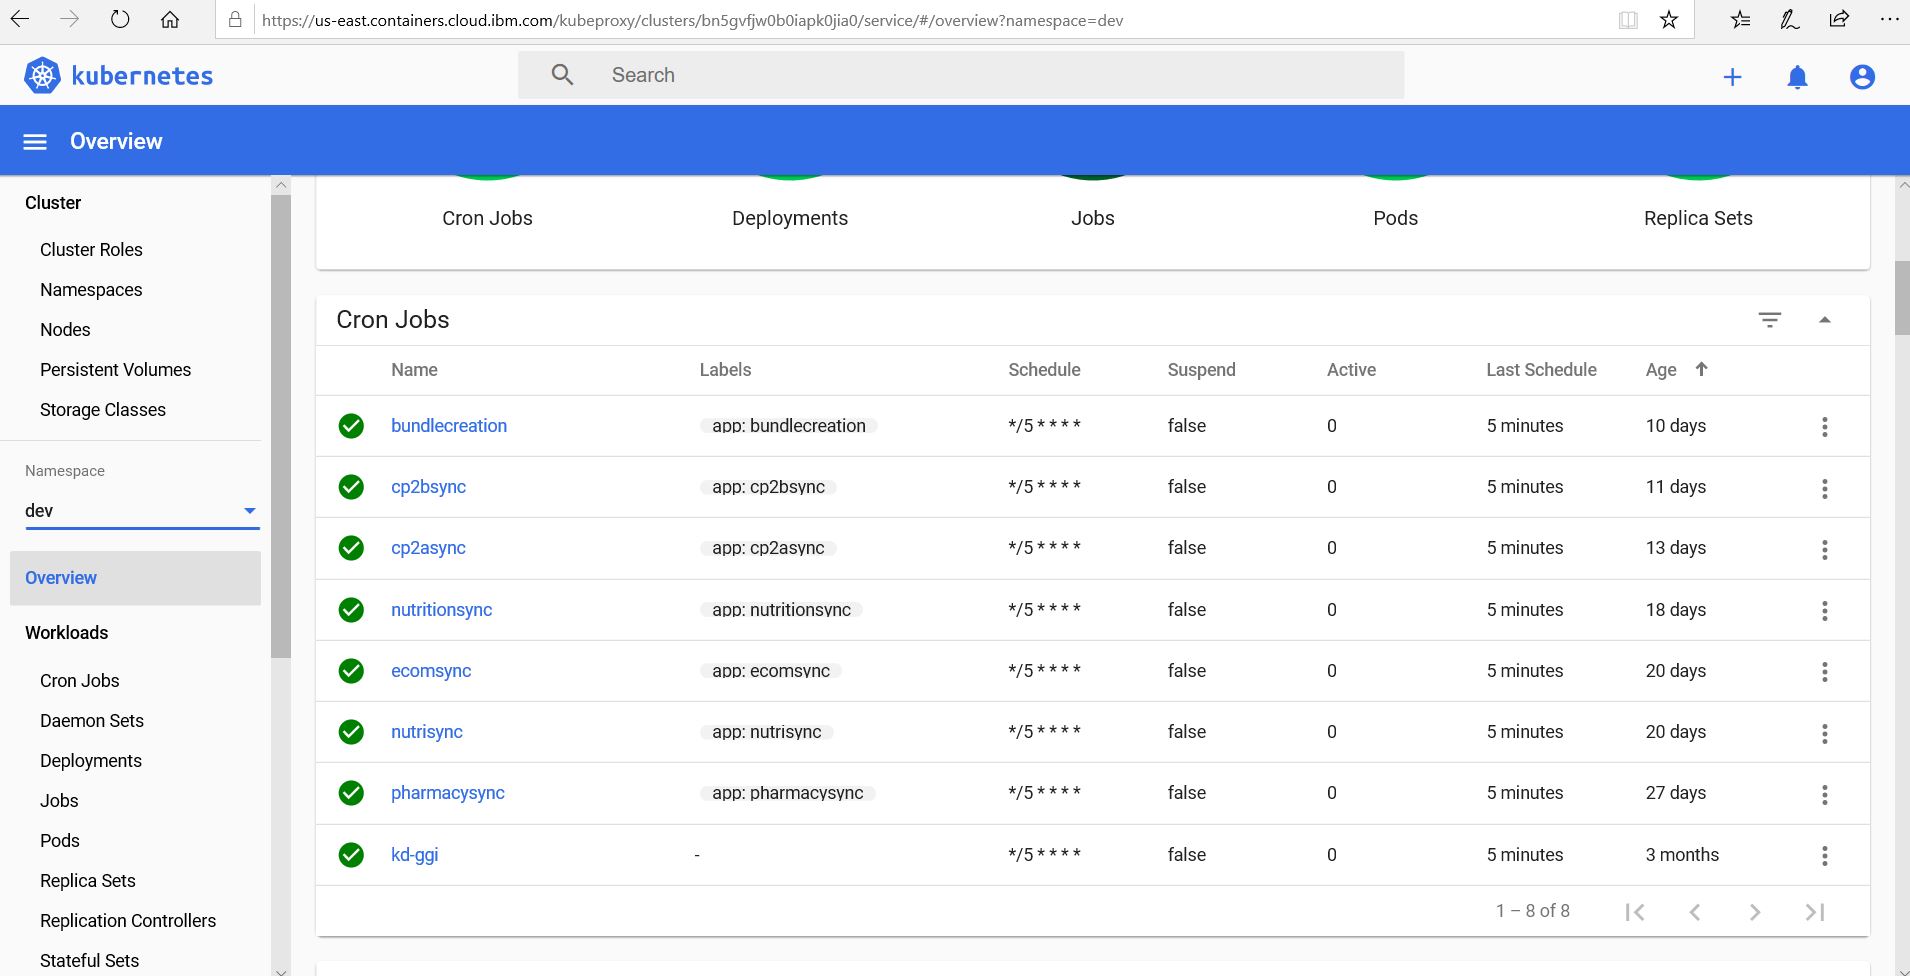 https://us-east.containers.cloud.ibm.com/kubeproxy/clusters/bn5gvfjw0b0iapk0jia0/service/#/overview?namespace=dev
kubernetes
Search
Overview
Cluster
Cluster Roles
Namespaces
Nodes
Persistent Volumes
Storage Classes
Namespace
dev
Overview
Workloads
Cron Jobs
Daemon Sets
Deployments
Jobs
Pods
Replica Sets
Replication Controllers
Stateful Sets
Cron Jobs Deployments Jobs Pods Replica Sets
Cron Jobs
Name Labels Schedule Suspend Active Last Schedule Age
bundlecreation app: bundlecreation */5 * * * * false 0 5 minutes 10 days
cp2bsync app: cp2bsync */5 * * * * false 0 5 minutes 11 days
cp2async app: cp2async */5 * * * * false 0 5 minutes 13 days
nutritionsync app: nutritionsync */5 * * * * false 0 5 minutes 18 days
ecomsync app: ecomsync */5 * * * * false 0 5 minutes 20 days
nutrisync app: nutrisync */5 * * * * false 0 5 minutes 20 days
pharmacysync app: pharmacysync */5 * * * * false 0 5 minutes 27 days
kd-ggi - */5 * * * * false 0 5 minutes 3 months
1 – 8 of 8